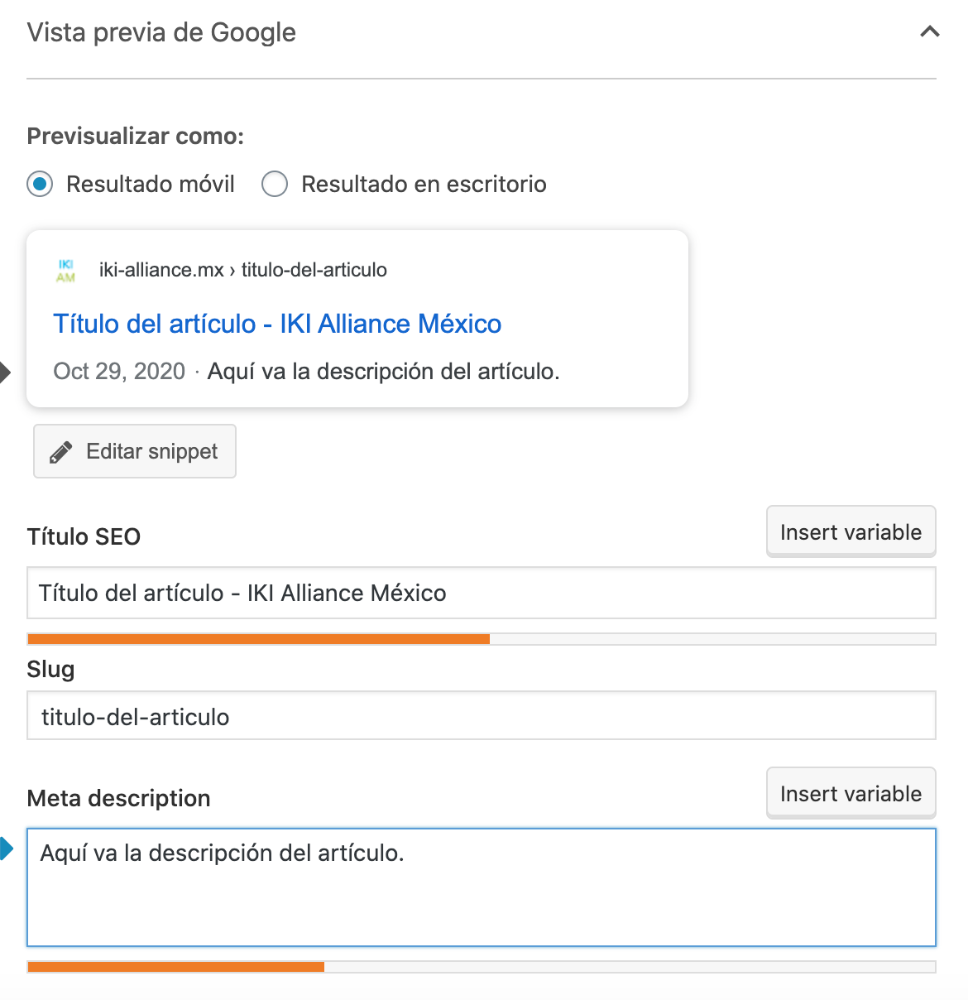 Vista previa de Google
Previsualizar como:
Resultado móvil Resultado en escritorio
IKI
AM
iki-alliance.mx › titulo-del-articulo
Título del artículo - IKI Alliance México
Oct 29, 2020 · Aquí va la descripción del artículo.
Editar snippet
Título SEO
Insert variable
Título del artículo - IKI Alliance México
Slug
titulo-del-articulo
Meta description
Insert variable
Aquí va la descripción del artículo.